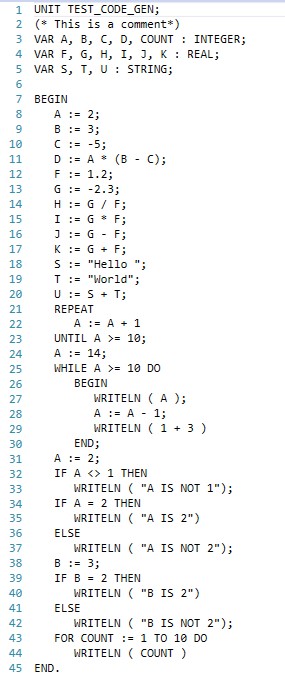 1 UNIT TEST_CODE_GEN;
2 (* This is a comment*)
3 VAR A, B, C, D, COUNT : INTEGER;
4 VAR F, G, H, I, J, K : REAL;
5 VAR S, T, U : STRING;
6
7 BEGIN
8 A := 2;
9 B := 3;
10 C := -5;
11 D := A * (B - C);
12 F := 1.2;
13 G := -2.3;
14 H := G / F;
15 I := G * F;
16 J := G - F;
17 K := G + F;
18 S := "Hello ";
19 T := "World";
20 U := S + T;
21 REPEAT
22 A := A + 1
23 UNTIL A >= 10;
24 A := 14;
25 WHILE A >= 10 DO
26 BEGIN
27 WRITELN ( A );
28 A := A - 1;
29 WRITELN ( 1 + 3 )
30 END;
31 A := 2;
32 IF A <> 1 THEN
33 WRITELN ( "A IS NOT 1");
34 IF A = 2 THEN
35 WRITELN ( "A IS 2")
36 ELSE
37 WRITELN ( "A IS NOT 2");
38 B := 3;
39 IF B = 2 THEN
40 WRITELN ( "B IS 2")
41 ELSE
42 WRITELN ( "B IS NOT 2");
43 FOR COUNT := 1 TO 10 DO
44 WRITELN ( COUNT )
45 END.